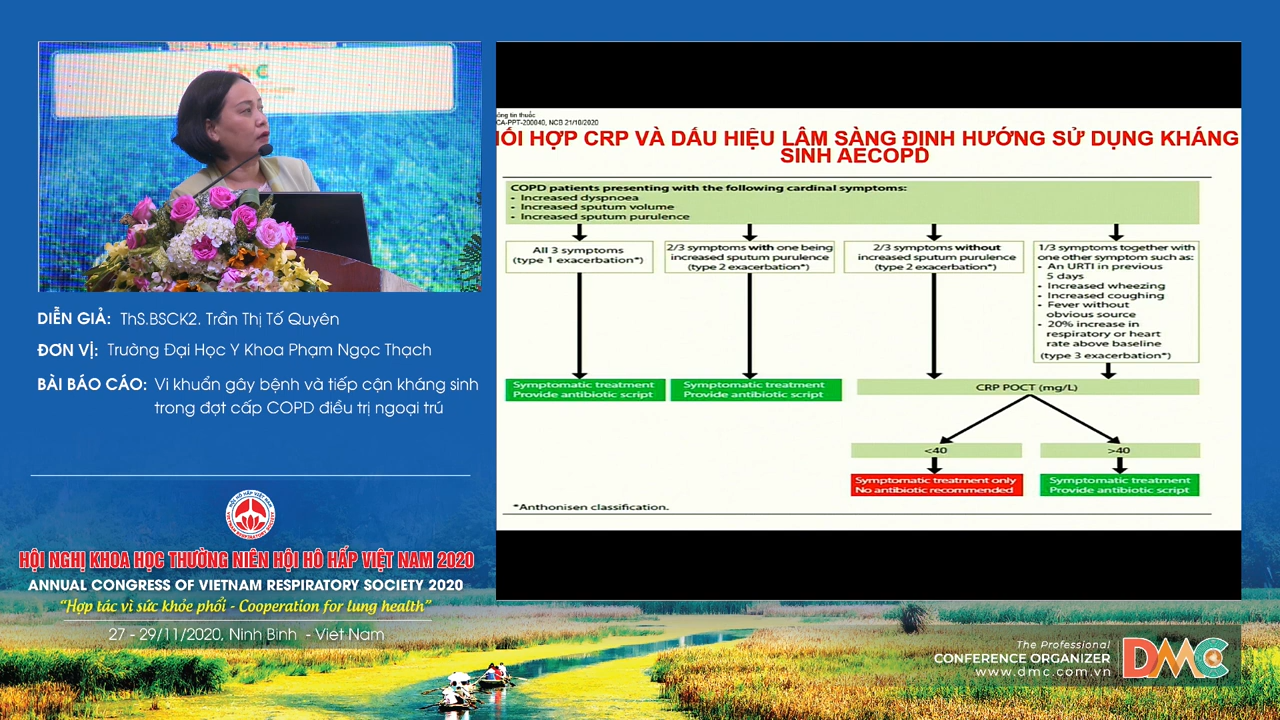 DMC
DIỄN GIẢ: ThS.BSCK2. Trần Thị Tố Quyên
ĐƠN VỊ: Trường Đại Học Y Khoa Phạm Ngọc Thạch
BÀI BÁO CÁO: Vi khuẩn gây bệnh và tiếp cận kháng sinh
trong đợt cấp COPD điều trị ngoại trú
HỘI NGHỊ KHOA HỌC THƯỜNG NIÊN HỘI HÔ HẤP VIỆT NAM 2020
ANNUAL CONGRESS OF VIETNAM RESPIRATORY SOCIETY 2020
“Hợp tác vì sức khỏe phổi - Cooperation for lung health”
27 - 29/11/2020, Ninh Bình - Việt Nam
tin thuốc
CA-PPT-200040, NCB 21/10/2020
HỢP CRP VÀ DẤU HIỆU LÂM SÀNG ĐỊNH HƯỚNG SỬ DỤNG KHÁNG
SINH AECOPD
COPD patients presenting with the following cardinal symptoms:
• Increased dyspnoea
• Increased sputum volume
• Increased sputum purulence
All 3 symptoms
(type 1 exacerbation*)
2/3 symptoms with one being
increased sputum purulence
(type 2 exacerbation*)
2/3 symptoms without
increased sputum purulence
(type 2 exacerbation*)
1/3 symptoms together with
one other symptom such as:
• An URTI in previous
5 days
• Increased wheezing
• Increased coughing
• Fever without
obvious source
• 20% increase in
respiratory or heart
rate above baseline
(type 3 exacerbation*)
Symptomatic treatment
Provide antibiotic script
Symptomatic treatment
Provide antibiotic script
CRP POCT (mg/L)
<40
>40
Symptomatic treatment only
No antibiotic recommended
Symptomatic treatment
Provide antibiotic script
*Anthonisen classification.
The Professional
CONFERENCE ORGANIZER
www.dmc.com.vn
DMC